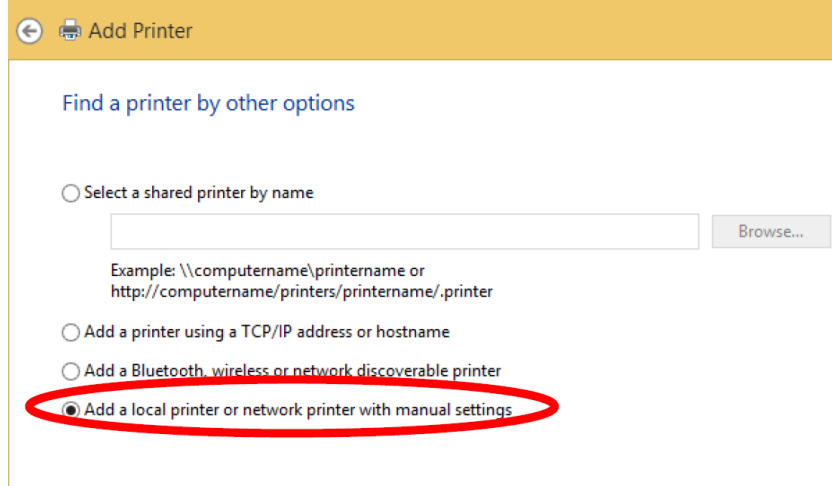 Add Printer
Find a printer by other options
Select a shared printer by name
Browse...
Example: \\computername\printername or
http://computername/printers/printername/.printer
Add a printer using a TCP/IP address or hostname
Add a Bluetooth, wireless or network discoverable printer
Add a local printer or network printer with manual settings